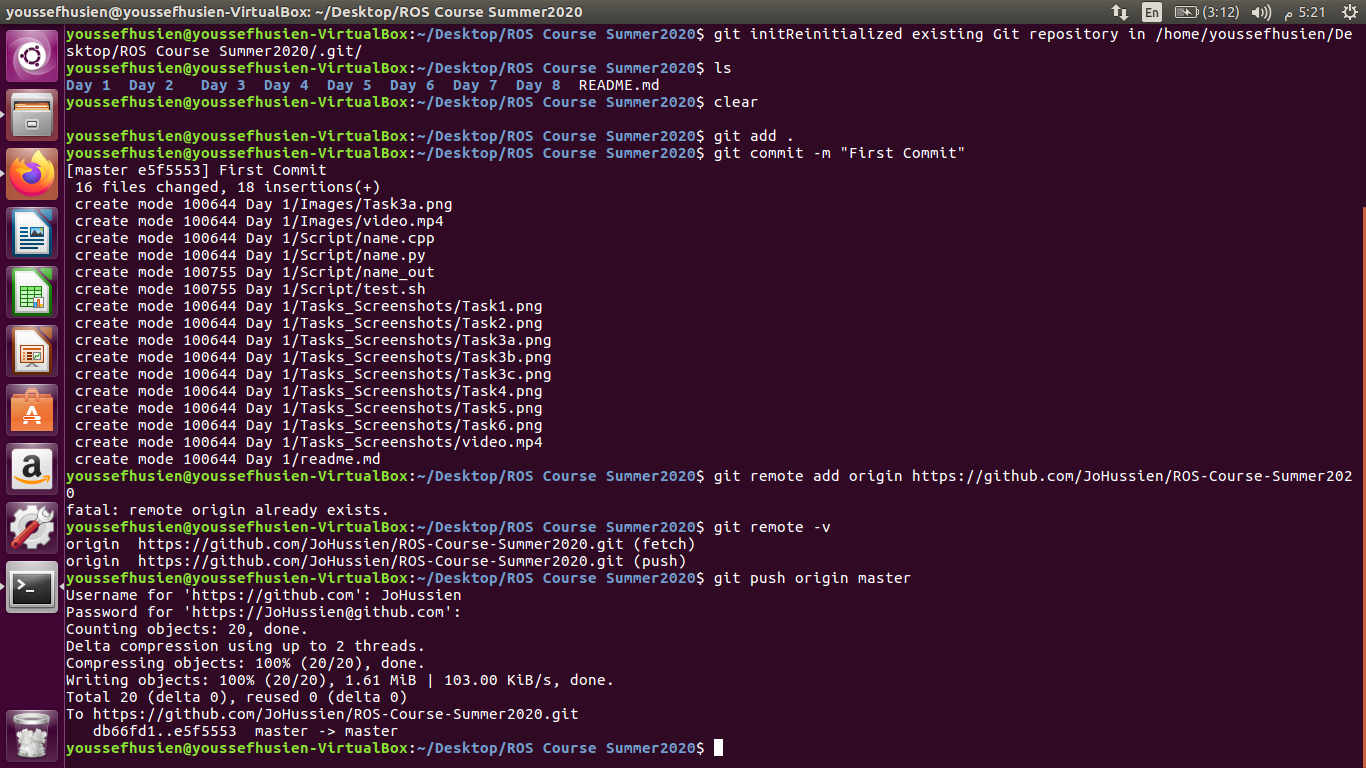 youssefhusien@youssefhusien-VirtualBox: ~/Desktop/ROS Course Summer2020
En (3:12) 5:21 م
youssefhusien@youssefhusien-VirtualBox:~/Desktop/ROS Course Summer2020$ git initReinitialized existing Git repository in /home/youssefhusien/De
sktop/ROS Course Summer2020/.git/
youssefhusien@youssefhusien-VirtualBox:~/Desktop/ROS Course Summer2020$ ls
Day 1  Day 2   Day 3  Day 4  Day 5  Day 6  Day 7  Day 8  README.md
youssefhusien@youssefhusien-VirtualBox:~/Desktop/ROS Course Summer2020$ clear
youssefhusien@youssefhusien-VirtualBox:~/Desktop/ROS Course Summer2020$ git add .
youssefhusien@youssefhusien-VirtualBox:~/Desktop/ROS Course Summer2020$ git commit -m "First Commit"
[master e5f5553] First Commit
 16 files changed, 18 insertions(+)
 create mode 100644 Day 1/Images/Task3a.png
 create mode 100644 Day 1/Images/video.mp4
 create mode 100644 Day 1/Script/name.cpp
 create mode 100644 Day 1/Script/name.py
 create mode 100755 Day 1/Script/name_out
 create mode 100755 Day 1/Script/test.sh
 create mode 100644 Day 1/Tasks_Screenshots/Task1.png
 create mode 100644 Day 1/Tasks_Screenshots/Task2.png
 create mode 100644 Day 1/Tasks_Screenshots/Task3a.png
 create mode 100644 Day 1/Tasks_Screenshots/Task3b.png
 create mode 100644 Day 1/Tasks_Screenshots/Task3c.png
 create mode 100644 Day 1/Tasks_Screenshots/Task4.png
 create mode 100644 Day 1/Tasks_Screenshots/Task5.png
 create mode 100644 Day 1/Tasks_Screenshots/Task6.png
 create mode 100644 Day 1/Tasks_Screenshots/video.mp4
 create mode 100644 Day 1/readme.md
youssefhusien@youssefhusien-VirtualBox:~/Desktop/ROS Course Summer2020$ git remote add origin https://github.com/JoHussien/ROS-Course-Summer202
0
fatal: remote origin already exists.
youssefhusien@youssefhusien-VirtualBox:~/Desktop/ROS Course Summer2020$ git remote -v
origin  https://github.com/JoHussien/ROS-Course-Summer2020.git (fetch)
origin  https://github.com/JoHussien/ROS-Course-Summer2020.git (push)
youssefhusien@youssefhusien-VirtualBox:~/Desktop/ROS Course Summer2020$ git push origin master
Username for 'https://github.com': JoHussien
Password for 'https://JoHussien@github.com':
Counting objects: 20, done.
Delta compression using up to 2 threads.
Compressing objects: 100% (20/20), done.
Writing objects: 100% (20/20), 1.61 MiB | 103.00 KiB/s, done.
Total 20 (delta 0), reused 0 (delta 0)
To https://github.com/JoHussien/ROS-Course-Summer2020.git
   db66fd1..e5f5553  master -> master
youssefhusien@youssefhusien-VirtualBox:~/Desktop/ROS Course Summer2020$